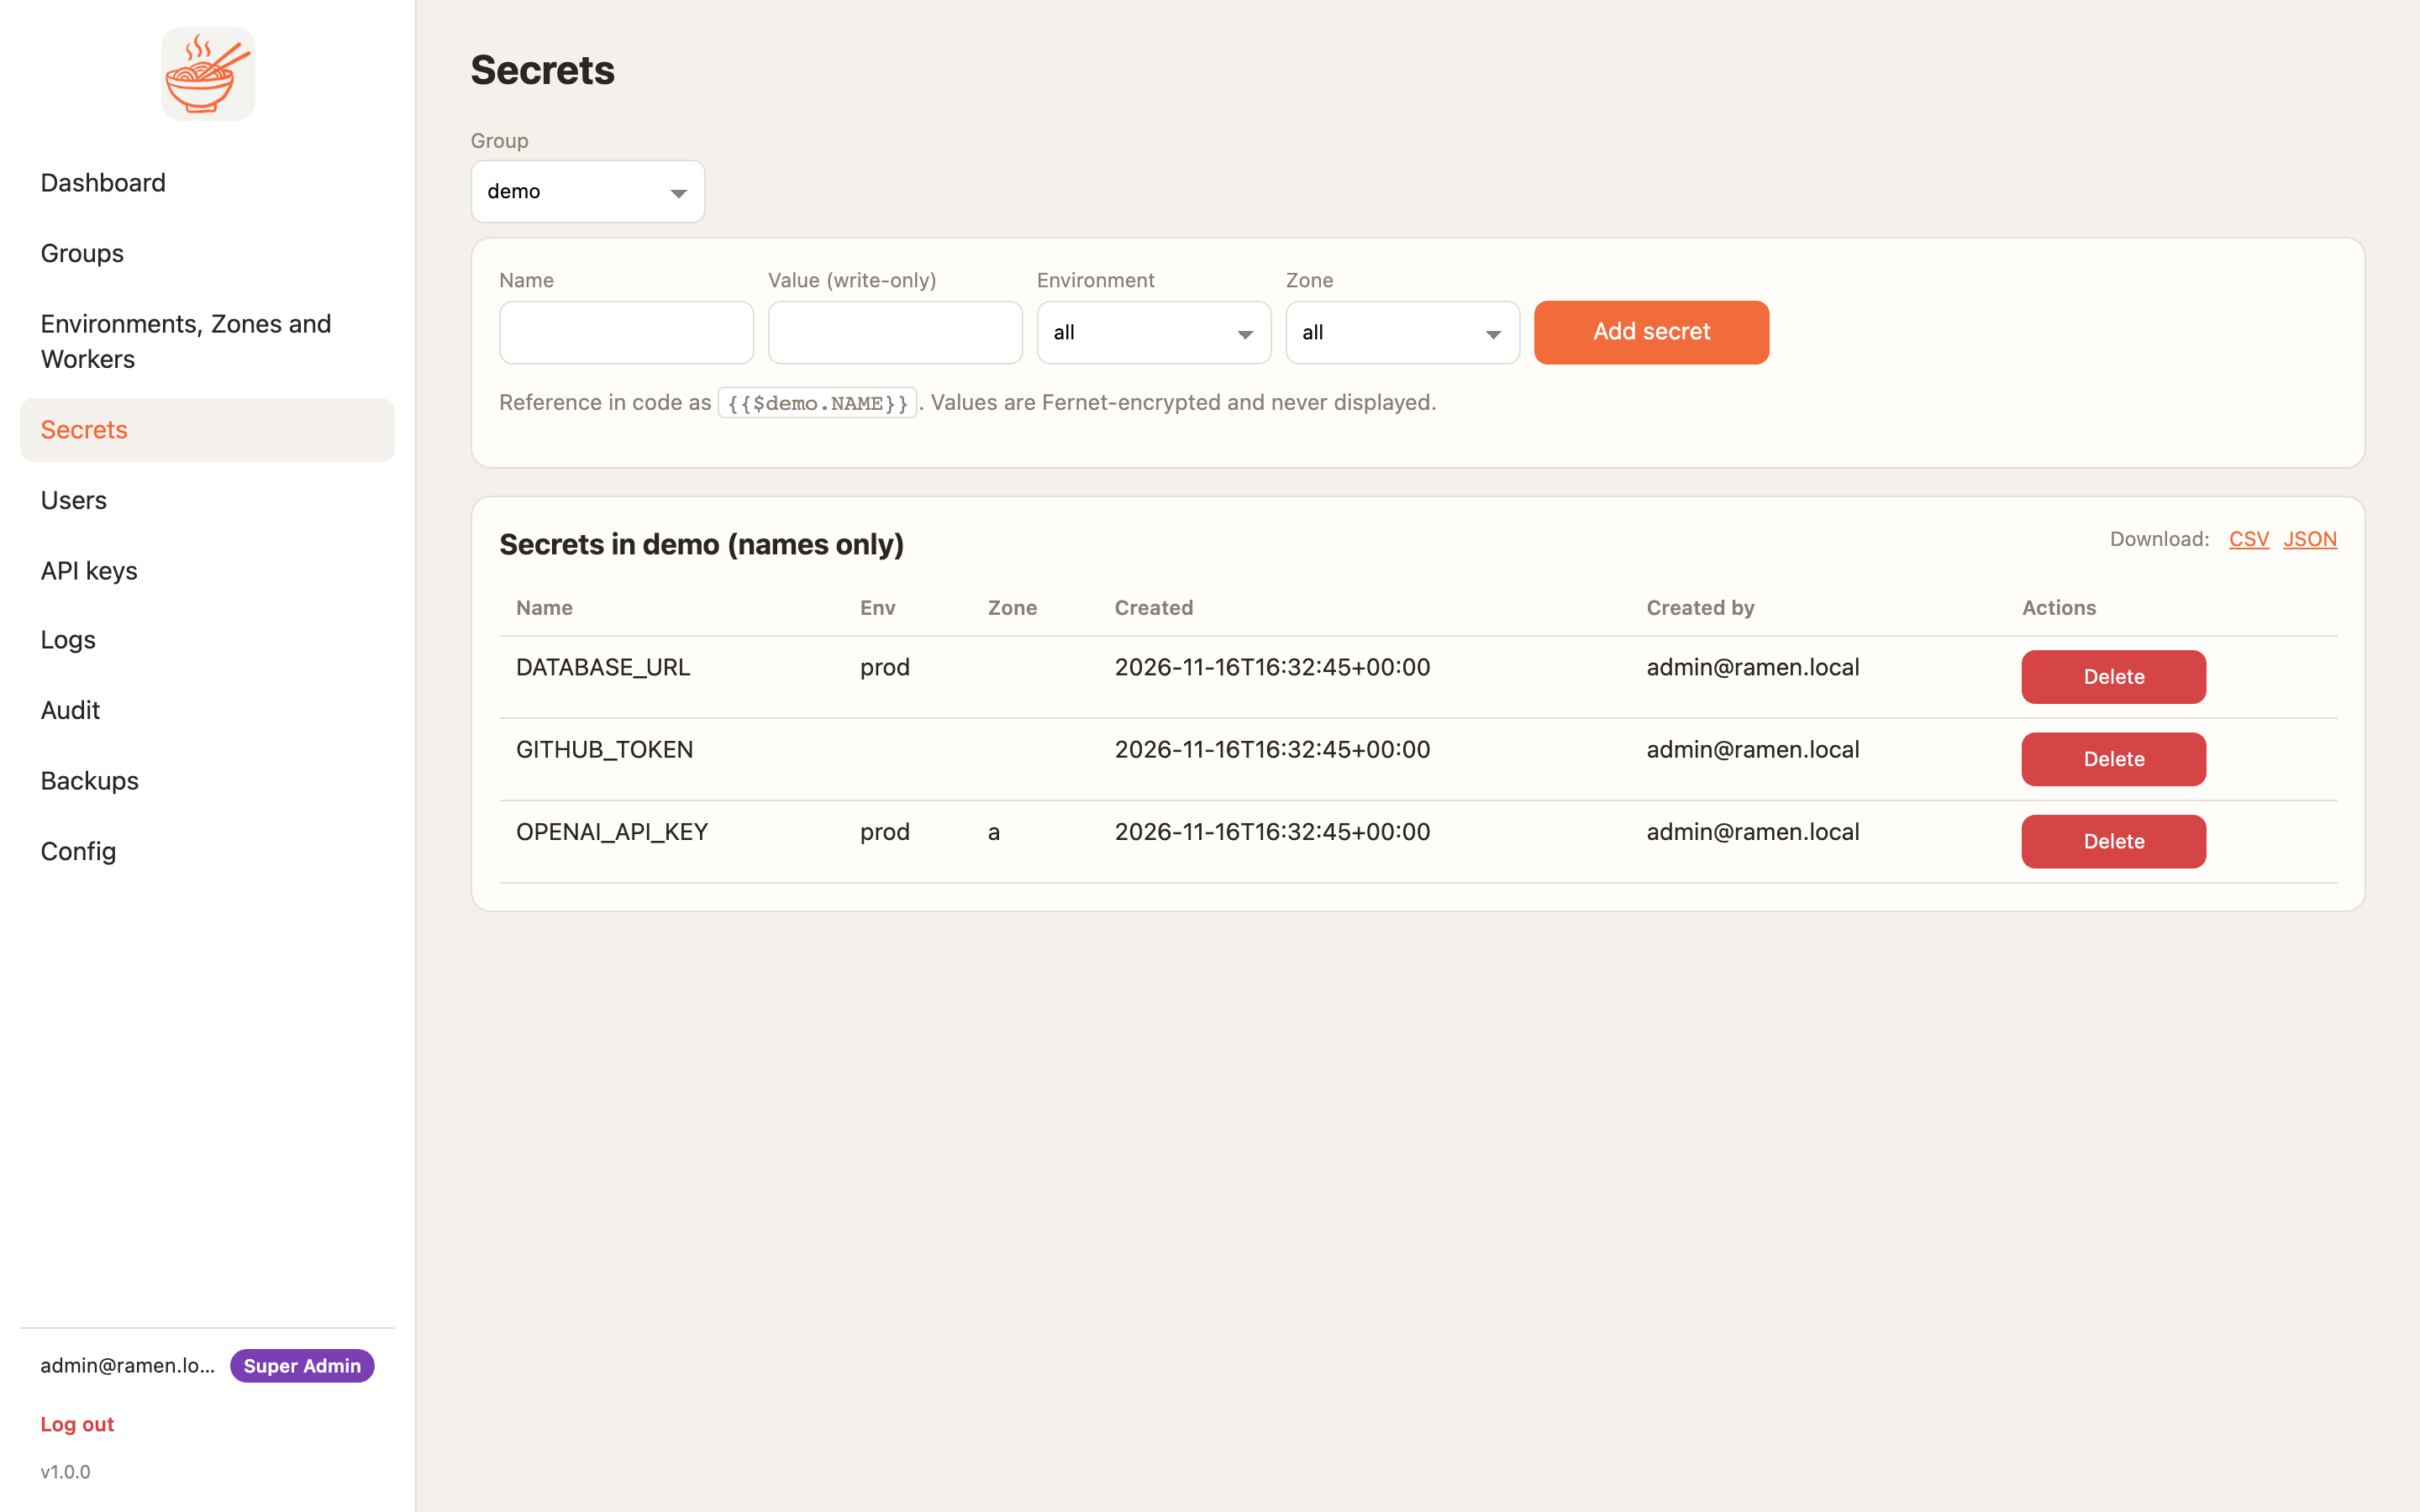 Dashboard
Groups
Environments, Zones and
Workers
Secrets
Users
API keys
Logs
Audit
Backups
Config
admin@ramen.lo... Super Admin
Log out
v1.0.0
Secrets
Group
demo
Name Value (write-only) Environment Zone
all all Add secret
Reference in code as {{$demo.NAME}}. Values are Fernet-encrypted and never displayed.
Secrets in demo (names only) Download: CSV JSON
Name Env Zone Created Created by Actions
DATABASE_URL prod 2026-11-16T16:32:45+00:00 admin@ramen.local Delete
GITHUB_TOKEN 2026-11-16T16:32:45+00:00 admin@ramen.local Delete
OPENAI_API_KEY prod a 2026-11-16T16:32:45+00:00 admin@ramen.local Delete